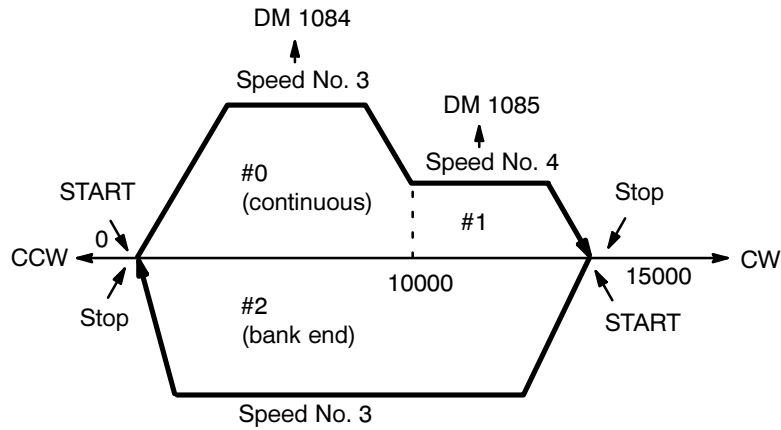 DM 1084
Speed No. 3
DM 1085
Speed No. 4
#0
(continuous)
START
Stop
#1
0
CCW
CW
10000
15000
Stop
#2
(bank end)
START
Speed No. 3